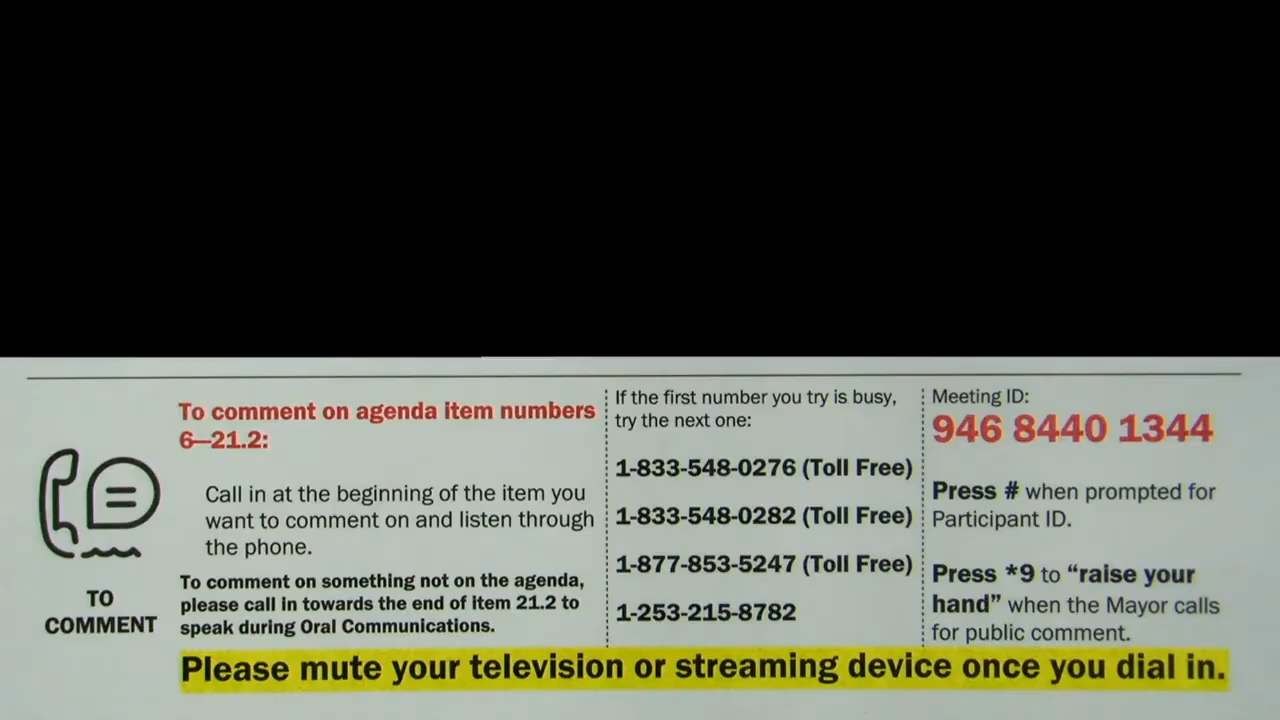 TO
COMMENT
To comment on agenda item numbers
6—21.2:
Call in at the beginning of the item you
want to comment on and listen through
the phone.
To comment on something not on the agenda,
please call in towards the end of item 21.2 to
speak during Oral Communications.
If the first number you try is busy,
try the next one:
1-833-548-0276 (Toll Free)
1-833-548-0282 (Toll Free)
1-877-853-5247 (Toll Free)
1-253-215-8782
Meeting ID:
946 8440 1344
Press # when prompted for
Participant ID.
Press *9 to “raise your
hand” when the Mayor calls
for public comment.
Please mute your television or streaming device once you dial in.